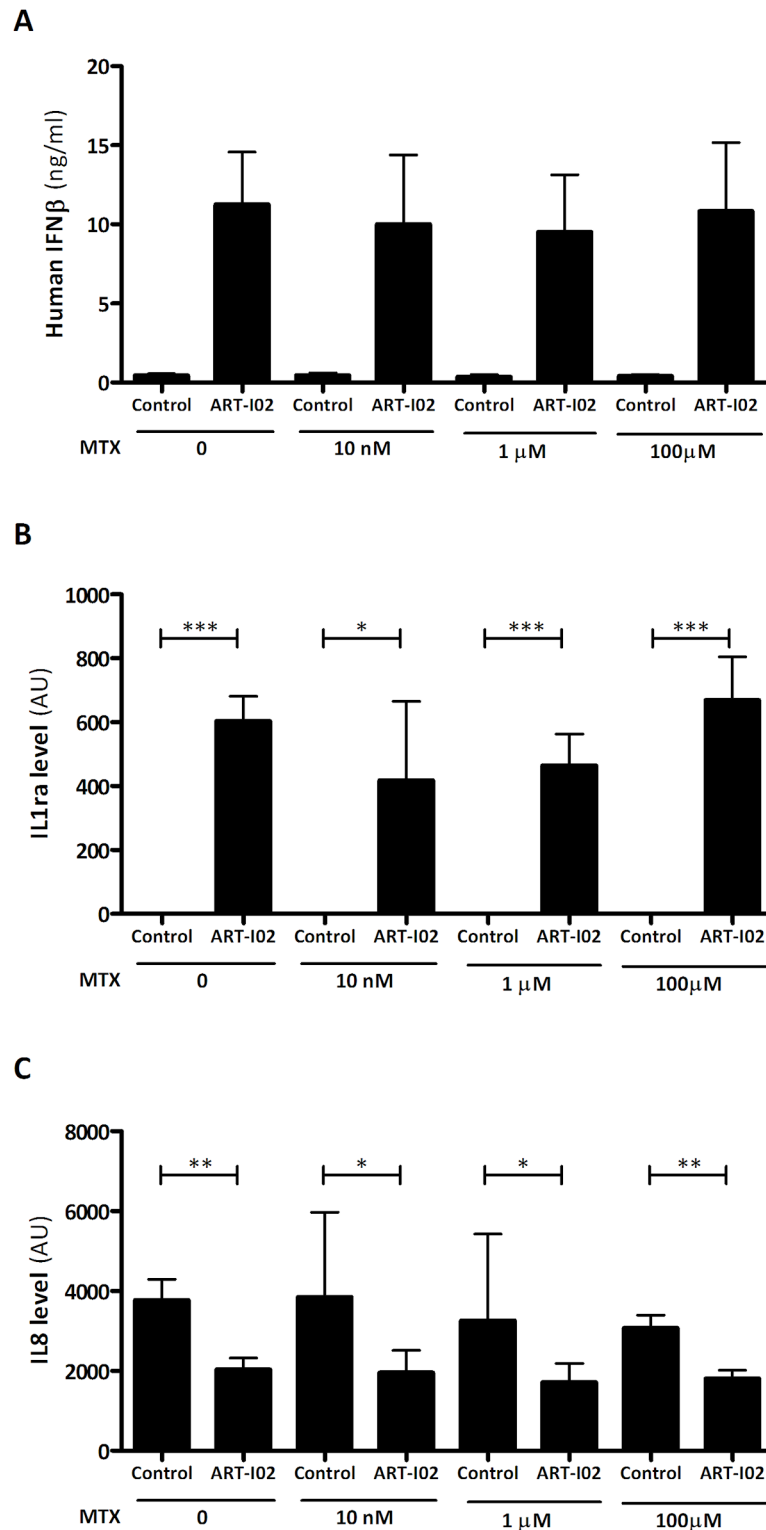 A
Human IFNβ (ng/ml)
20
15
10
5
0
Control ART-I02 Control ART-I02 Control ART-I02 Control ART-I02
MTX 0 10 nM 1 μM 100μM
B
IL1ra level (AU)
1000
800
600
400
200
0
*** * *** ***
Control ART-I02 Control ART-I02 Control ART-I02 Control ART-I02
MTX 0 10 nM 1 μM 100μM
C
IL8 level (AU)
8000
6000
4000
2000
0
** * * **
Control ART-I02 Control ART-I02 Control ART-I02 Control ART-I02
MTX 0 10 nM 1 μM 100μM